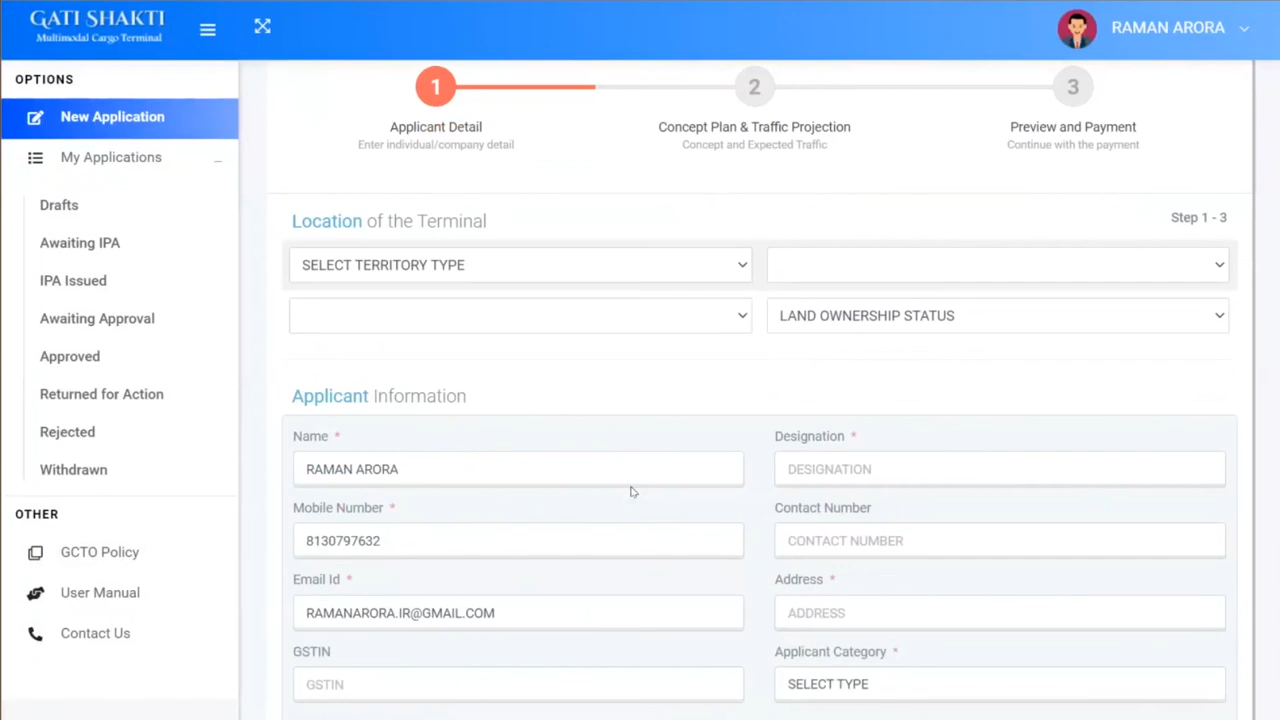 GATI SHAKTI
Multimodal Cargo Terminal
RAMAN ARORA
OPTIONS
New Application
My Applications
Drafts
Awaiting IPA
IPA Issued
Awaiting Approval
Approved
Returned for Action
Rejected
Withdrawn
OTHER
GCTO Policy
User Manual
Contact Us
1
2
3
Applicant Detail
Enter individual/company detail
Concept Plan & Traffic Projection
Concept and Expected Traffic
Preview and Payment
Continue with the payment
Location of the Terminal
Step 1 - 3
SELECT TERRITORY TYPE
LAND OWNERSHIP STATUS
Applicant Information
Name *
Designation *
RAMAN ARORA
DESIGNATION
Mobile Number *
Contact Number
8130797632
CONTACT NUMBER
Email Id *
Address *
RAMANARORA.IR@GMAIL.COM
ADDRESS
GSTIN
Applicant Category *
GSTIN
SELECT TYPE